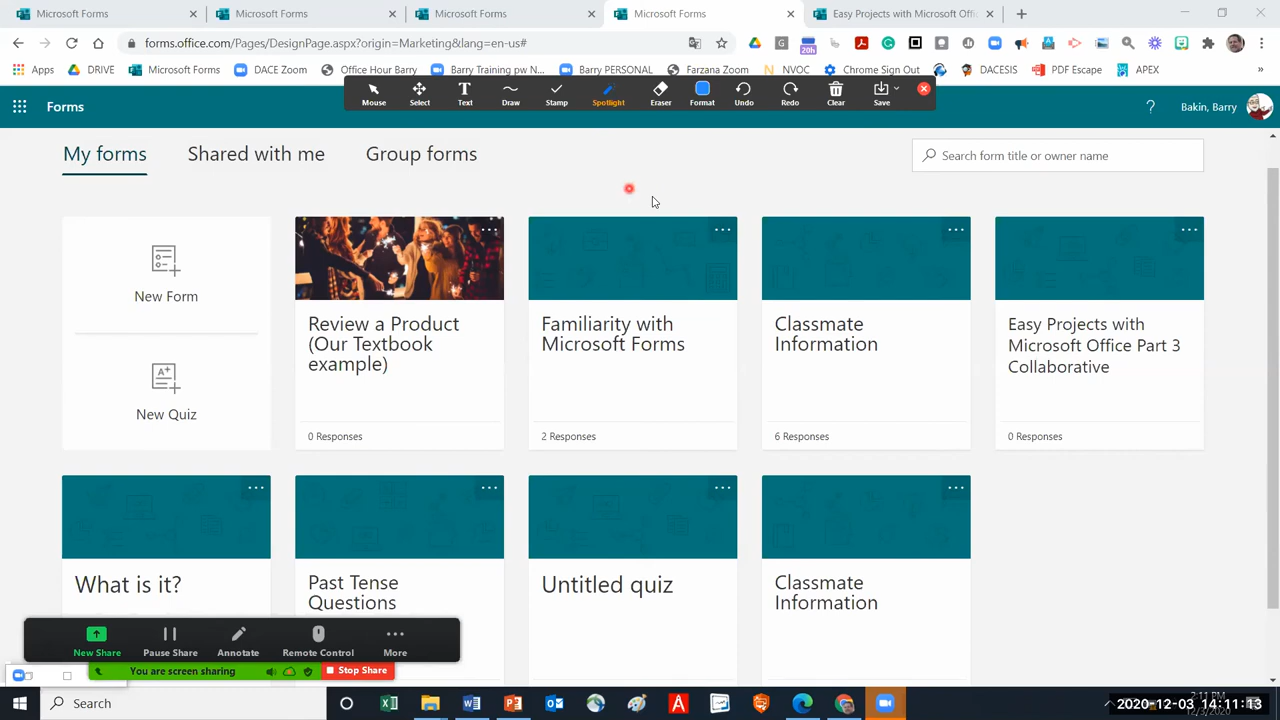 Microsoft Forms
Microsoft Forms
Microsoft Forms
Microsoft Forms
Easy Projects with Microsoft Offi
forms.office.com/Pages/DesignPage.aspx?origin=Marketing&lang=en-us#
20h
Apps
DRIVE
Microsoft Forms
DACE Zoom
Office Hour Barry
Barry Training pw N...
Barry PERSONAL
Farzana Zoom
NVOC
Chrome Sign Out
DACESIS
PDF Escape
APEX
Mouse
Select
Text
Draw
Stamp
Spotlight
Eraser
Format
Undo
Redo
Clear
Save
Forms
?
Bakin, Barry
My forms
Shared with me
Group forms
Search form title or owner name
New Form
New Quiz
Review a Product
(Our Textbook
example)
0 Responses
Familiarity with
Microsoft Forms
2 Responses
Classmate
Information
6 Responses
Easy Projects with
Microsoft Office Part 3
Collaborative
0 Responses
What is it?
Past Tense
Questions
Untitled quiz
Classmate
Information
New Share
Pause Share
Annotate
Remote Control
More
You are screen sharing
Stop Share
Search
2:11 PM
2020-12-03 14:11:13
12/3/2020